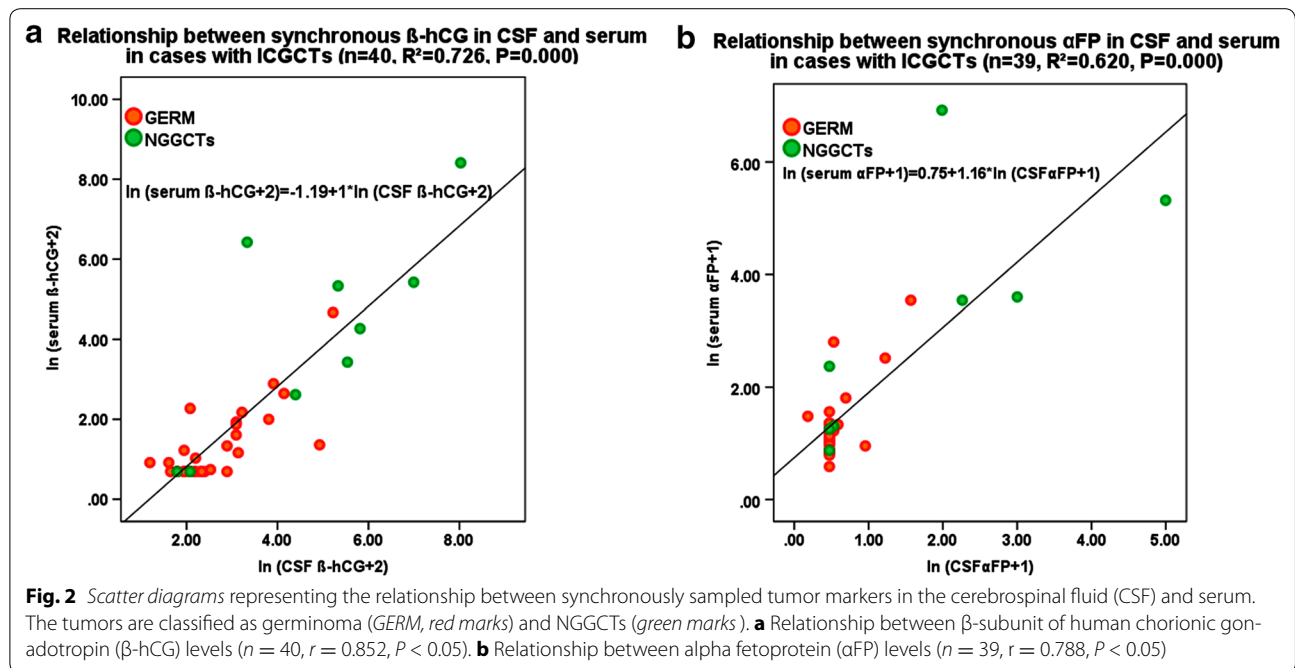 a Relationship between synchronous ß-hCG in CSF and serum
in cases with ICGCTs (n=40, R²=0.726, P=0.000)
10.00
8.00
6.00
4.00
2.00
.00
GERM
NGGCTs
ln (serum ß-hCG+2)=-1.19+1*ln (CSF ß-hCG+2)
ln (serum ß-hCG+2)
2.00 4.00 6.00 8.00
ln (CSF ß-hCG+2)
b Relationship between synchronous αFP in CSF and serum
in cases with ICGCTs (n=39, R²=0.620, P=0.000)
6.00
4.00
2.00
.00
GERM
NGGCTs
ln (serum αFP+1)=0.75+1.16*ln (CSFαFP+1)
ln (serum αFP+1)
.00 1.00 2.00 3.00 4.00 5.00
ln (CSFαFP+1)
Fig. 2 Scatter diagrams representing the relationship between synchronously sampled tumor markers in the cerebrospinal fluid (CSF) and serum.
The tumors are classified as germinoma (GERM, red marks) and NGGCTs (green marks ). a Relationship between β-subunit of human chorionic gon-
adotropin (β-hCG) levels (n = 40, r = 0.852, P < 0.05). b Relationship between alpha fetoprotein (αFP) levels (n = 39, r = 0.788, P < 0.05)